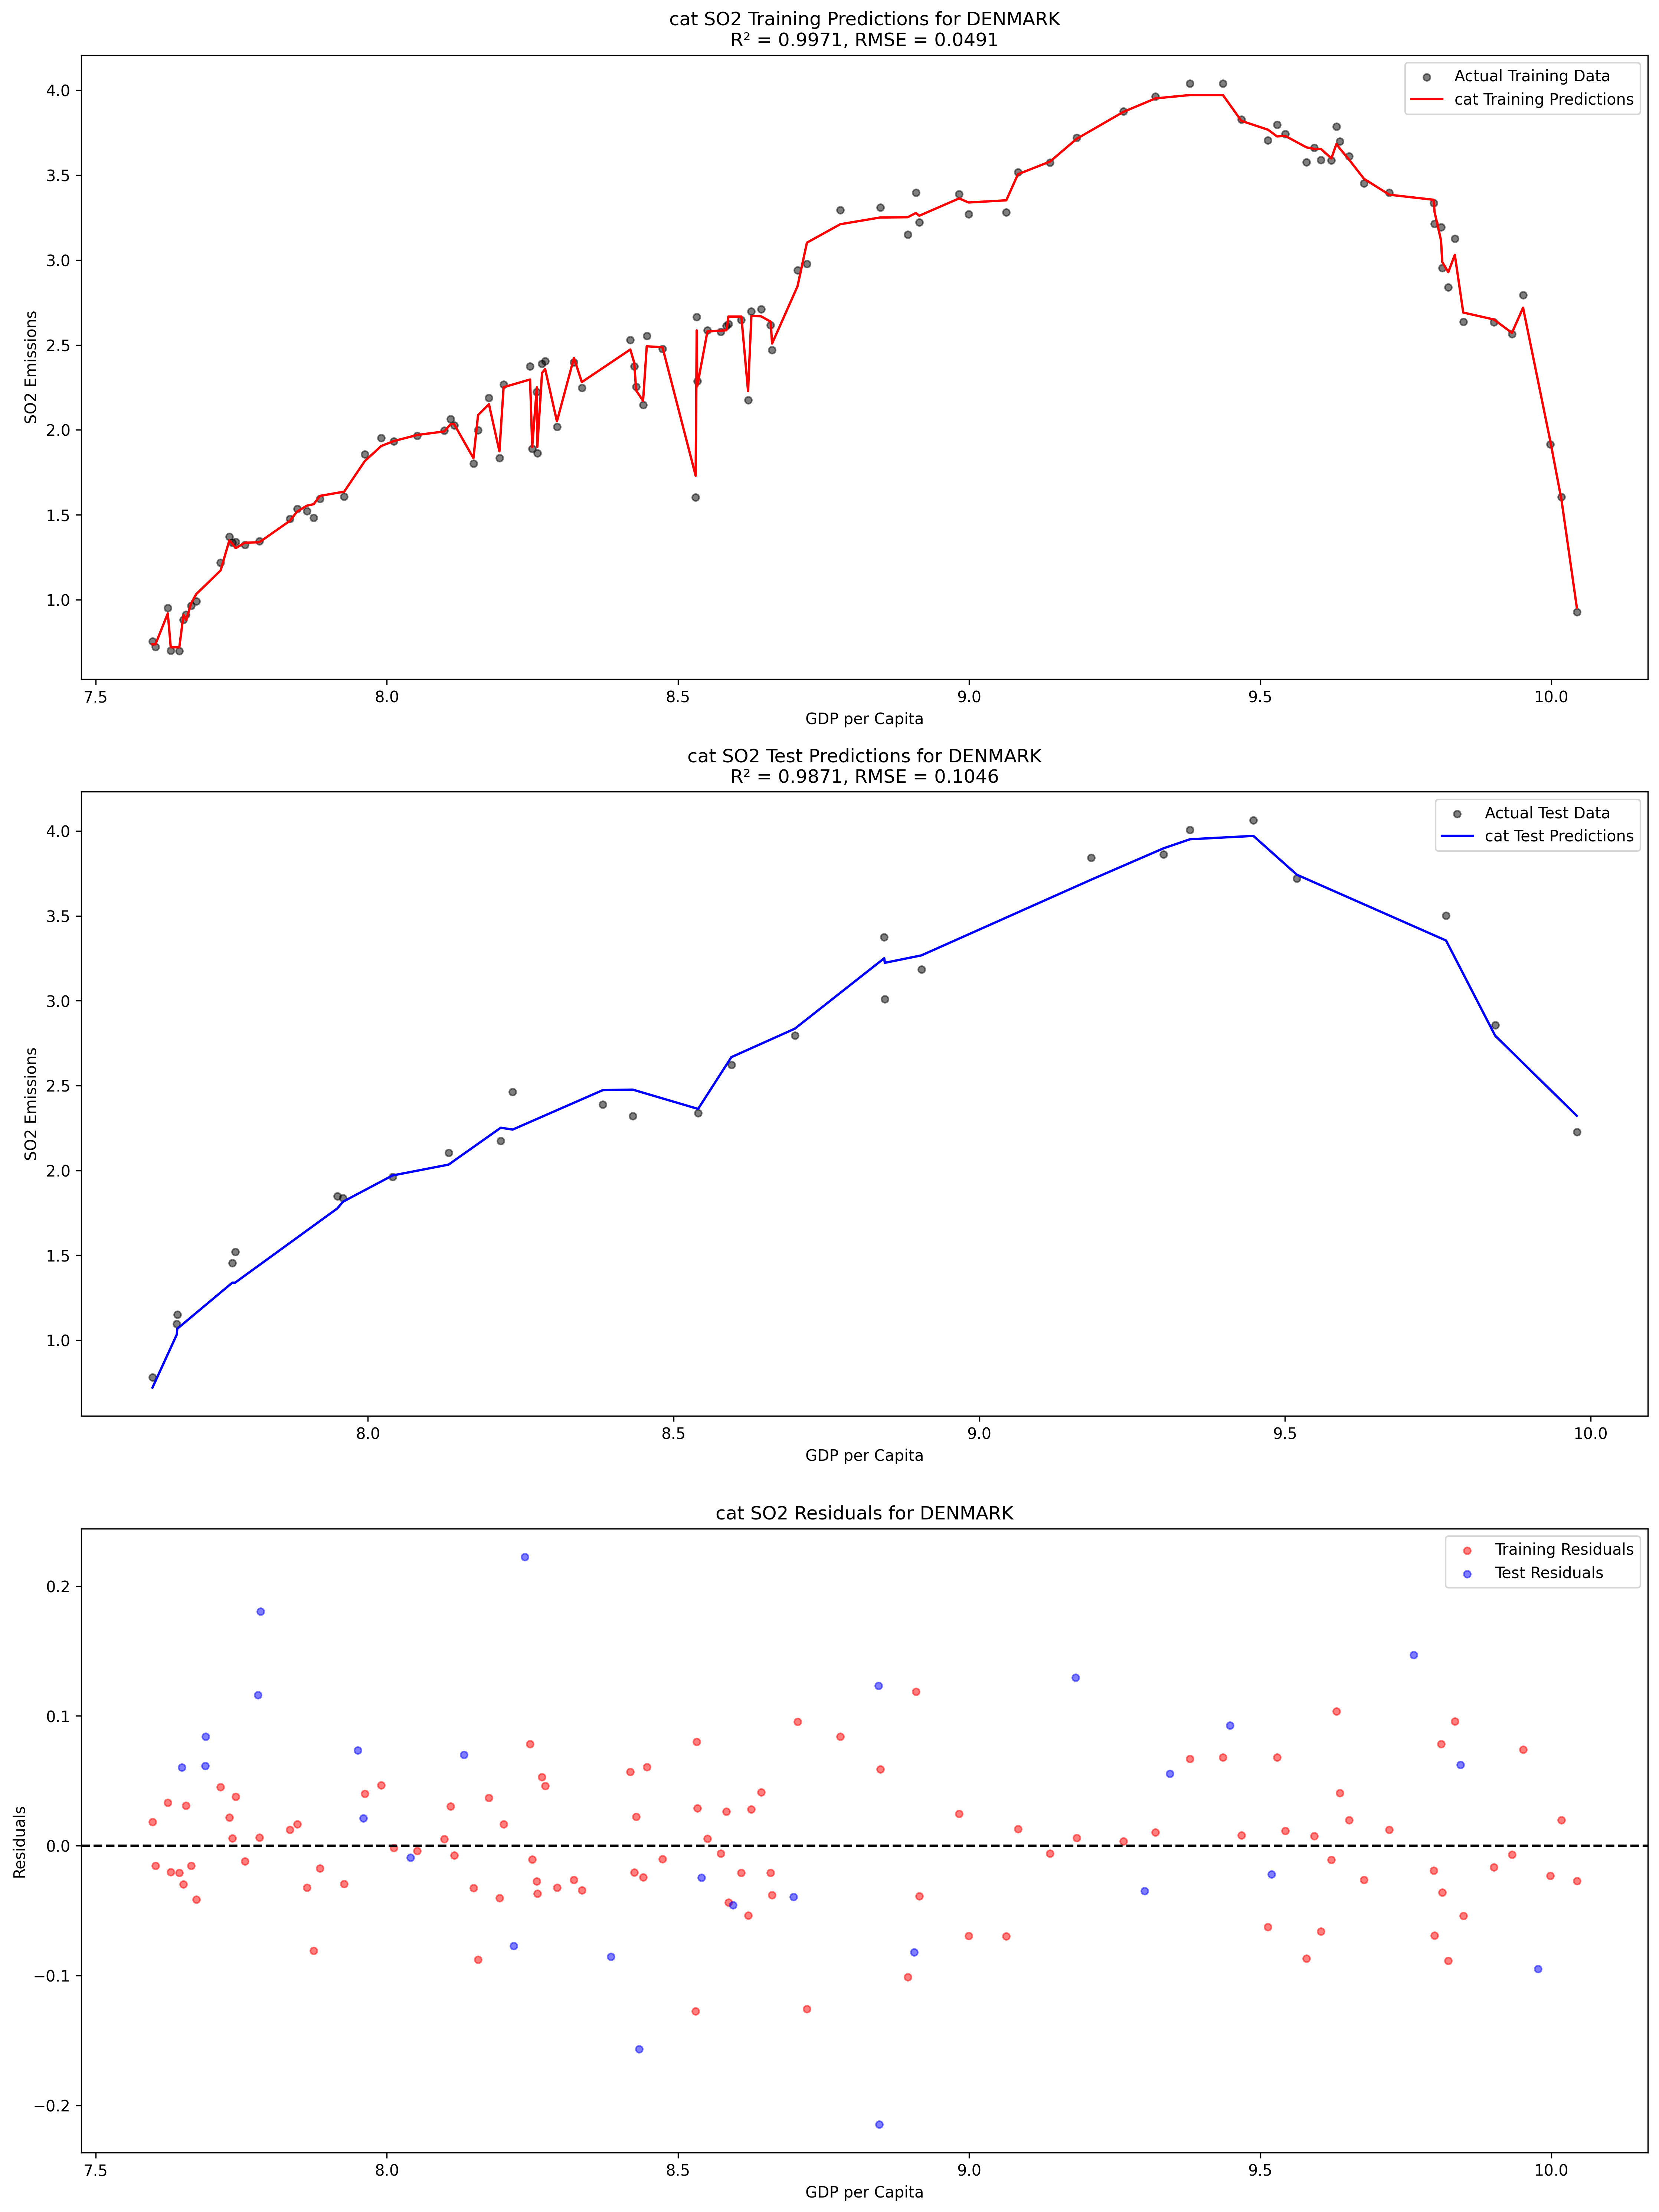 cat SO2 Training Predictions for DENMARK
R² = 0.9971, RMSE = 0.0491
Actual Training Data
cat Training Predictions
SO2 Emissions
4.0
3.5
3.0
2.5
2.0
1.5
1.0
7.5 8.0 8.5 9.0 9.5 10.0
GDP per Capita
cat SO2 Test Predictions for DENMARK
R² = 0.9871, RMSE = 0.1046
Actual Test Data
cat Test Predictions
SO2 Emissions
4.0
3.5
3.0
2.5
2.0
1.5
1.0
8.0 8.5 9.0 9.5 10.0
GDP per Capita
cat SO2 Residuals for DENMARK
Training Residuals
Test Residuals
Residuals
0.2
0.1
0.0
−0.1
−0.2
7.5 8.0 8.5 9.0 9.5 10.0
GDP per Capita